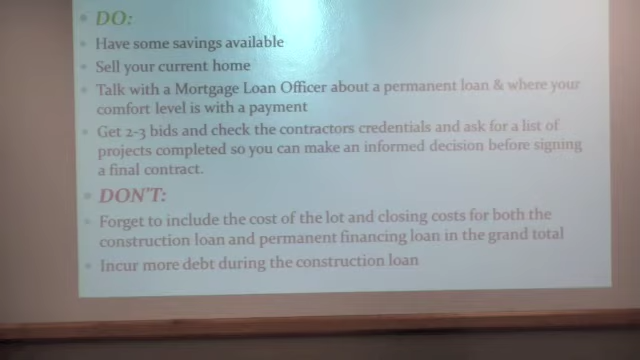 DO:
Have some savings available
Sell your current home
Talk with a Mortgage Loan Officer about a permanent loan & where your
comfort level is with a payment
Get 2-3 bids and check the contractors credentials and ask for a list of
projects completed so you can make an informed decision before signing
a final contract.
DON'T:
Forget to include the cost of the lot and closing costs for both the
construction loan and permanent financing loan in the grand total
Incur more debt during the construction loan